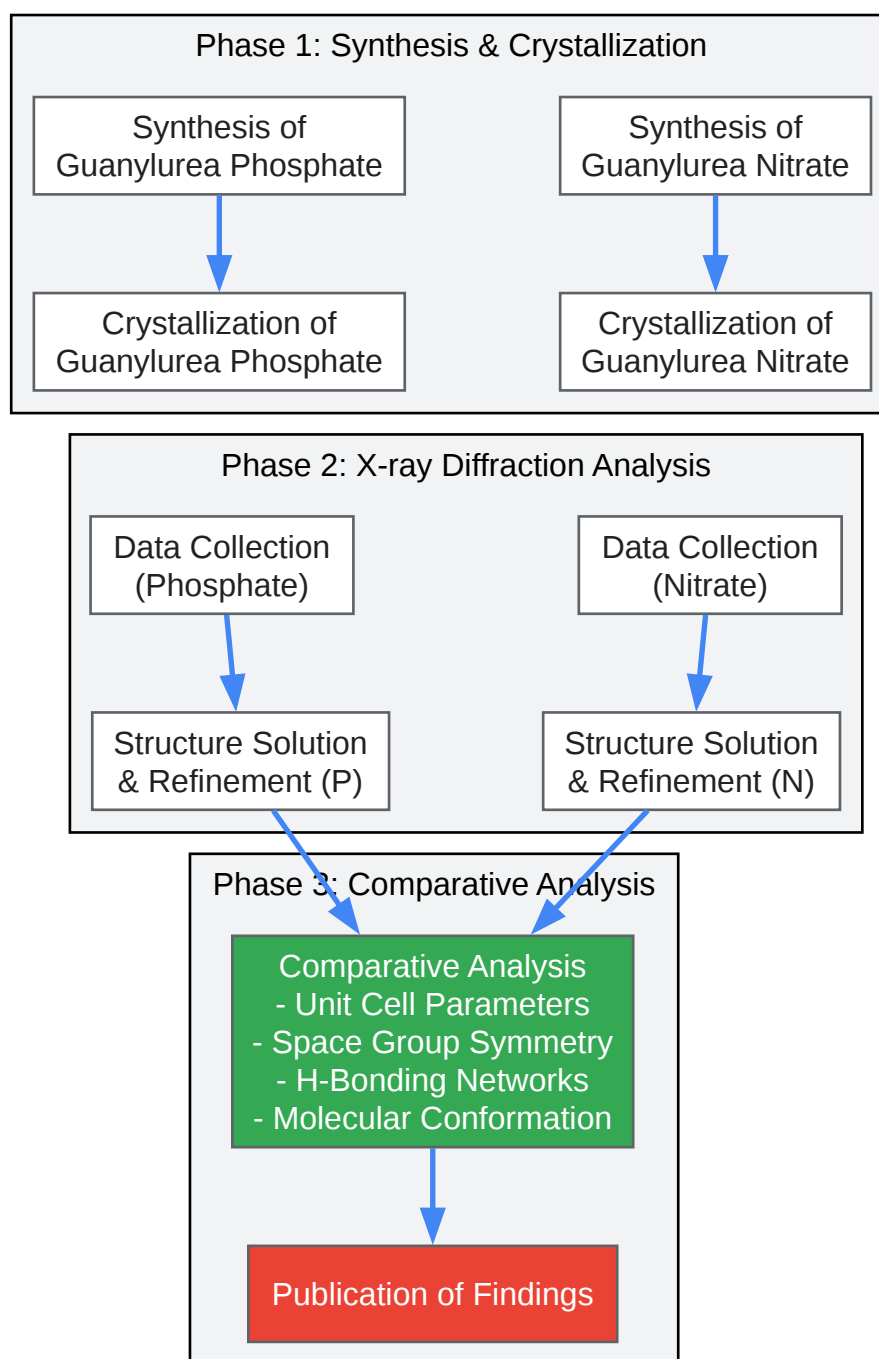 Phase 1: Synthesis & Crystallization
Synthesis of
Guanylurea Phosphate
Synthesis of
Guanylurea Nitrate
Crystallization of
Guanylurea Phosphate
Crystallization of
Guanylurea Nitrate
Phase 2: X-ray Diffraction Analysis
Data Collection
(Phosphate)
Data Collection
(Nitrate)
Structure Solution
& Refinement (P)
Structure Solution
& Refinement (N)
Phase 3: Comparative Analysis
Comparative Analysis
- Unit Cell Parameters
- Space Group Symmetry
- H-Bonding Networks
- Molecular Conformation
Publication of Findings